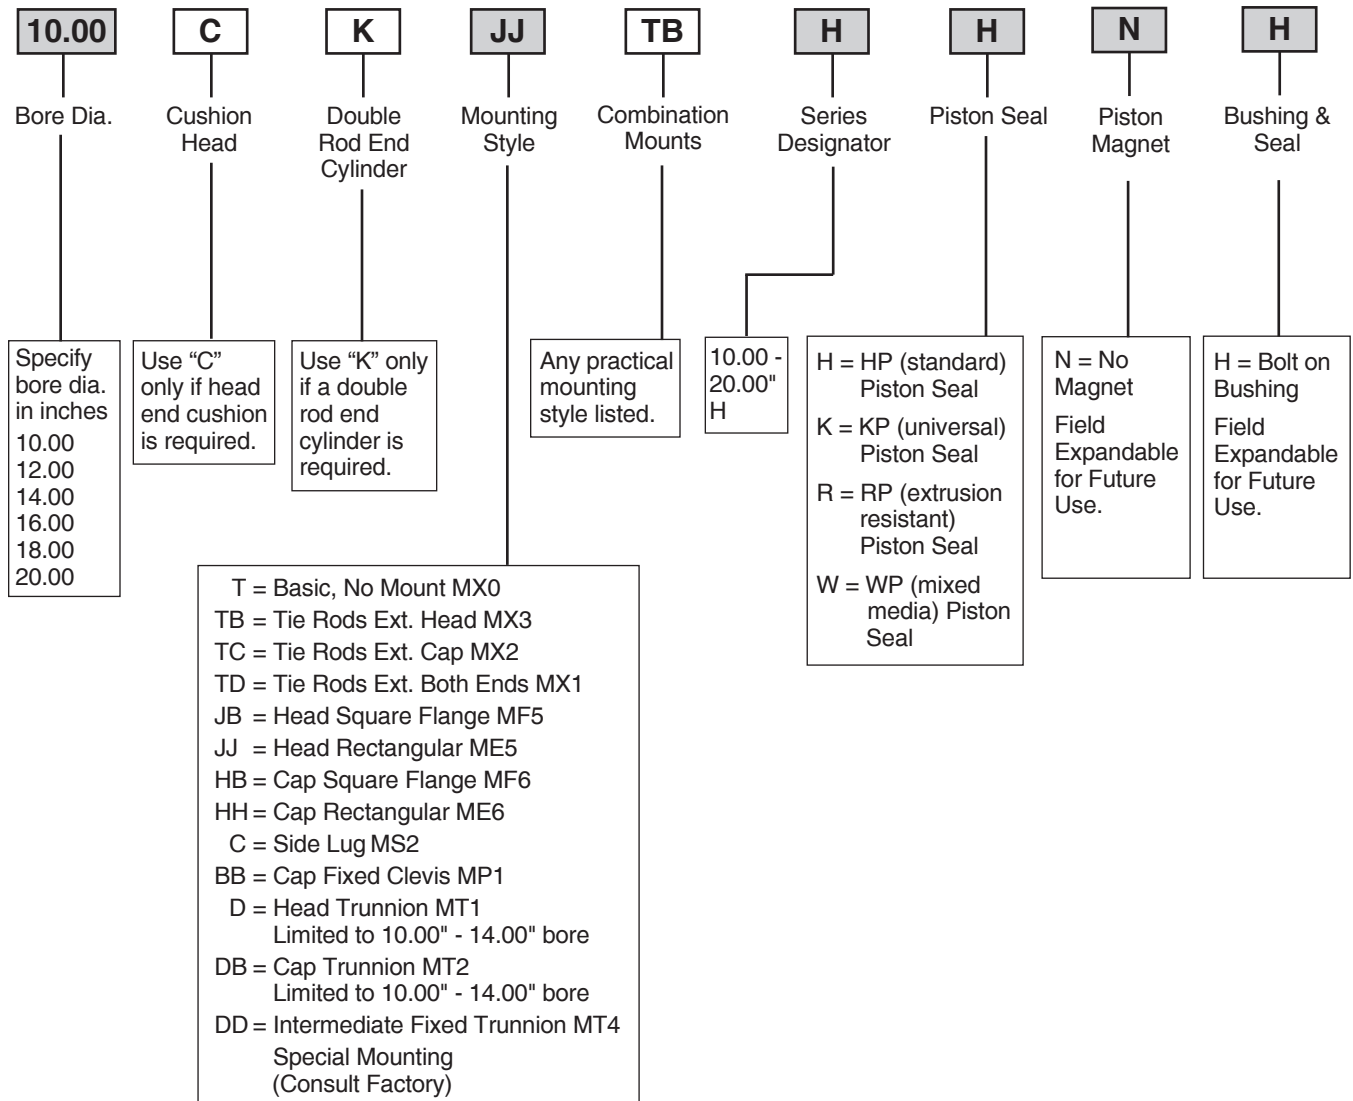 10.00 C K JJ TB H H N H
Bore Dia.
Cushion
Head
Double
Rod End
Cylinder
Mounting
Style
Combination
Mounts
Series
Designator
Piston Seal
Piston
Magnet
Bushing &
Seal
Specify
bore dia.
in inches
10.00
12.00
14.00
16.00
18.00
20.00
Use “C”
only if head
end cushion
is required.
Use “K” only
if a double
rod end
cylinder is
required.
Any practical
mounting
style listed.
10.00 -
20.00"
H
H = HP (standard)
Piston Seal
K = KP (universal)
Piston Seal
R = RP (extrusion
resistant)
Piston Seal
W = WP (mixed
media) Piston
Seal
N = No
Magnet
Field
Expandable
for Future
Use.
H = Bolt on
Bushing
Field
Expandable
for Future
Use.
T = Basic, No Mount MX0
TB = Tie Rods Ext. Head MX3
TC = Tie Rods Ext. Cap MX2
TD = Tie Rods Ext. Both Ends MX1
JB = Head Square Flange MF5
JJ = Head Rectangular ME5
HB = Cap Square Flange MF6
HH = Cap Rectangular ME6
C = Side Lug MS2
BB = Cap Fixed Clevis MP1
D = Head Trunnion MT1
Limited to 10.00" - 14.00" bore
DB = Cap Trunnion MT2
Limited to 10.00" - 14.00" bore
DD = Intermediate Fixed Trunnion MT4
Special Mounting
(Consult Factory)